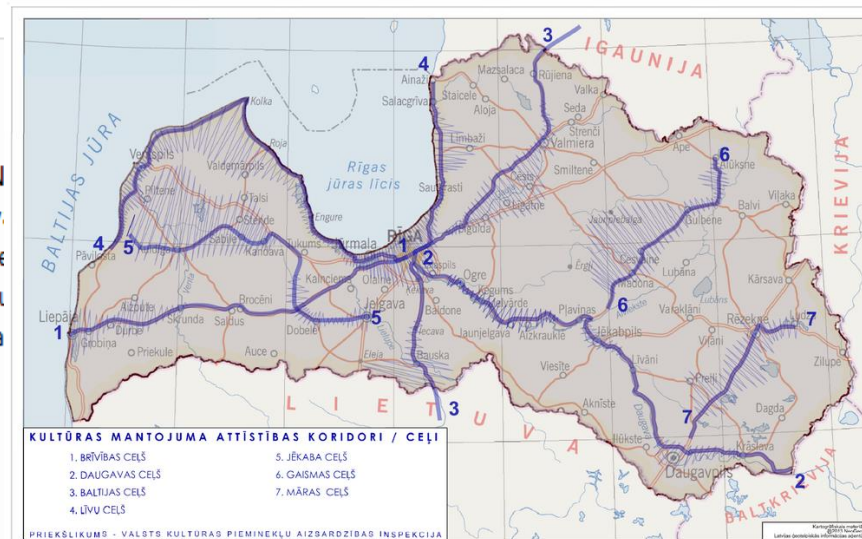 3
IGAUNIJA
4
Ainaži
Mazsalaca
Rūjiena
Staicele
Valka
Salacgrīva
Aloja
Seda
Kolka
Strenči
BALTIJAS JŪRA
Roja
Limbaži
Valmiera
Ape
6
Alūksne
Ventspils
Rīgas
jūras līcis
Smiltene
Valdemārpils
Piltene
Talsi
Saulkrasti
Cēsis
Līgatne
Viļaka
KRIEVIJA
Stende
Engure
Jaunpiebalga
Gulbene
Balvi
4
5
Sabile
Kandava
Tukums
Jūrmala
1
RĪGA
Sigulda
Pāvilosta
2
Ērgļi
Cesvaine
Kalnciems
Olaine
Ogre
Madona
Lubāna
Kārsava
Venta
Ķegums
6
Lubāns
Aizpute
Brocēni
Jelgava
Baldone
Lielvārde
Pļaviņas
Varakļāni
Rēzekne
7
Liepāja
1
Skrunda
Saldus
Dobele
5
Iecava
Jaunjelgava
Aizkraukle
Jēkabpils
Viļāni
Grobiņa
Priekule
Auce
Eleja
Bauska
Viesīte
Līvāni
Preiļi
Zilupe
Aknīste
7
Dagda
LIETUVA
3
Daugava
Ilūkste
Krāslava
Daugavpils
2
BALTKRIEVIJA
KULTŪRAS MANTOJUMA ATTĪSTĪBAS KORIDORI / CEĻI
1. BRĪVĪBAS CEĻŠ
2. DAUGAVAS CEĻŠ
3. BALTIJAS CEĻŠ
4. LĪVU CEĻŠ
5. JĒKABA CEĻŠ
6. GAISMAS CEĻŠ
7. MĀRAS CEĻŠ
PRIEKŠLIKUMS - VALSTS KULTŪRAS PIEMINEKĻU AIZSARDZĪBAS INSPEKCIJA